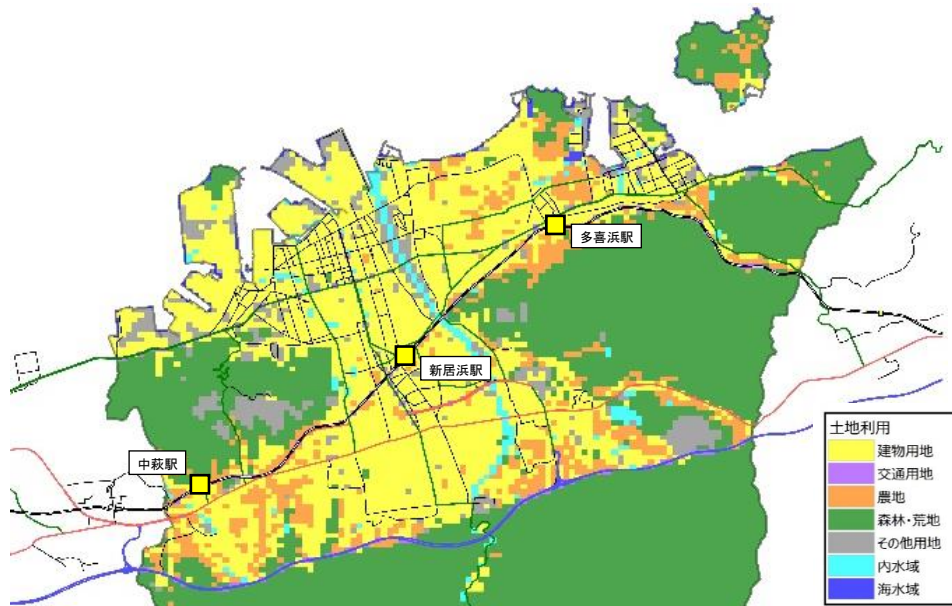 多喜浜駅
新居浜駅
中萩駅
土地利用
建物用地
交通用地
農地
森林・荒地
その他用地
内水域
海水域